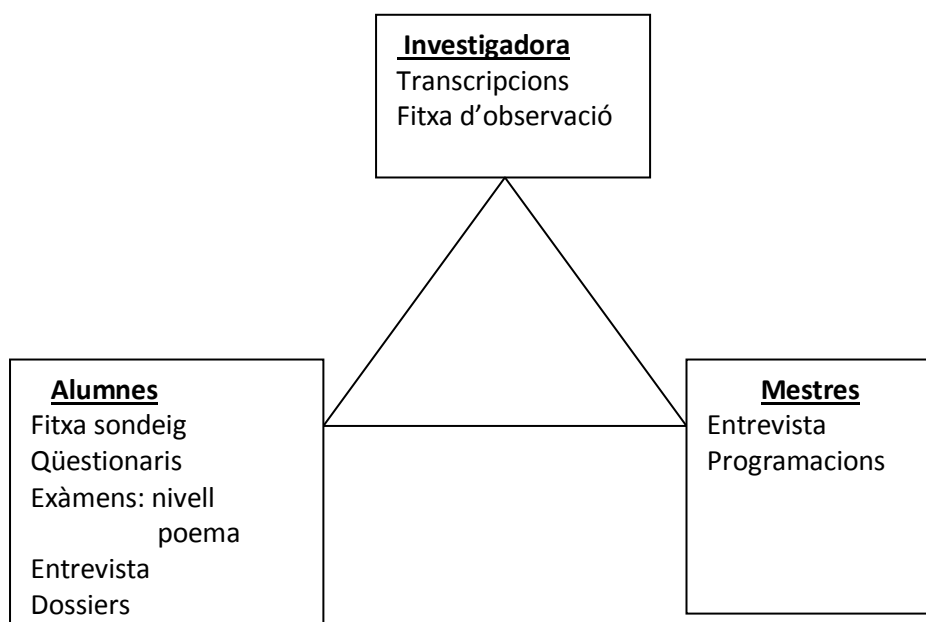 Investigadora
Transcripcions
Fitxa d’observació
Alumnes
Fitxa sondeig
Qüestionaris
Exàmens: nivell
poema
Entrevista
Dossiers
Mestres
Entrevista
Programacions